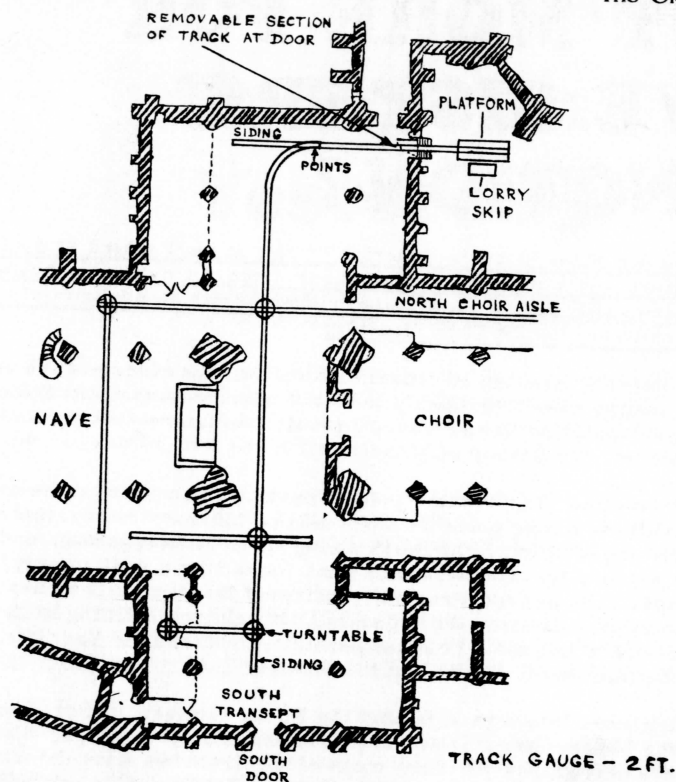 REMOVABLE SECTION
OF TRACK AT DOOR
PLATFORM
SIDING
POINTS
LORRY
SKIP
NORTH CHOIR AISLE
NAVE
CHOIR
TURNTABLE
SIDING
SOUTH
TRANSEPT
SOUTH
DOOR
TRACK GAUGE – 2FT.